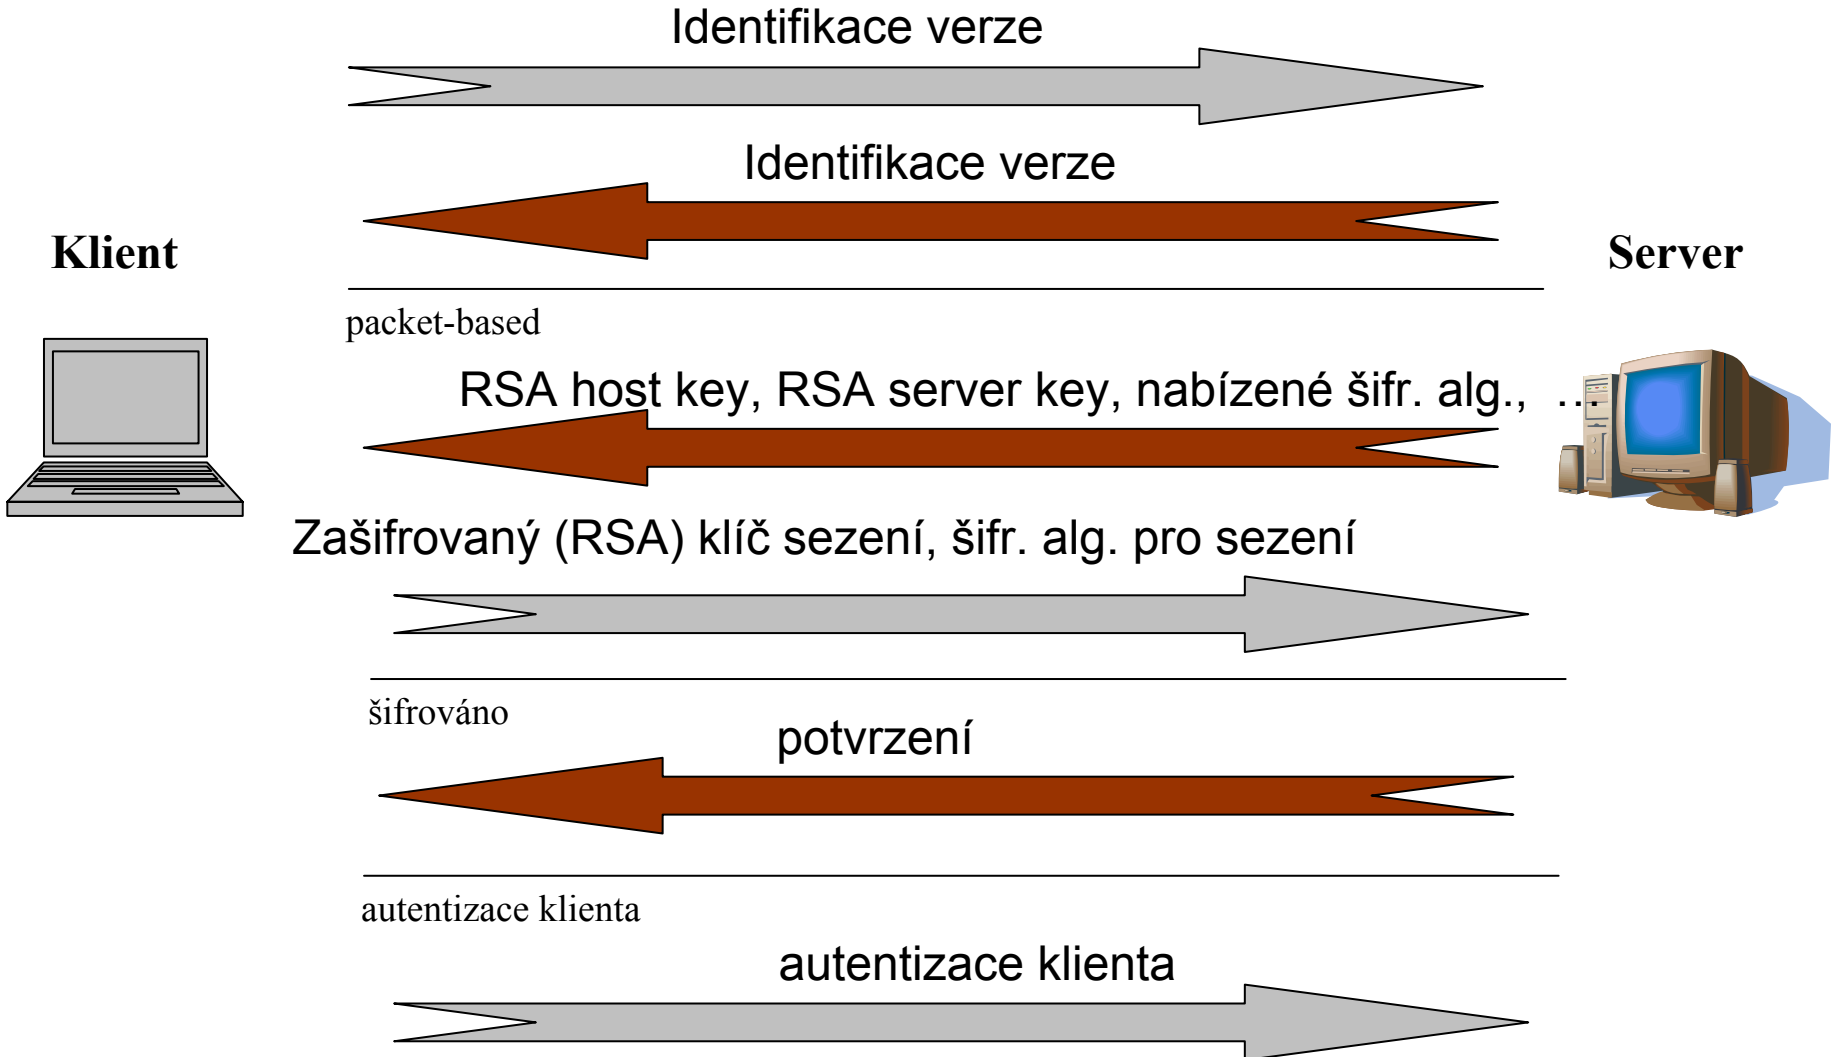 Identifikace verze
Identifikace verze
Klient
Server
packet-based
RSA host key, RSA server key, nabízené šifr. alg., …
Zašifrovaný (RSA) klíč sezení, šifr. alg. pro sezení
šifrováno
potvrzení
autentizace klienta
autentizace klienta